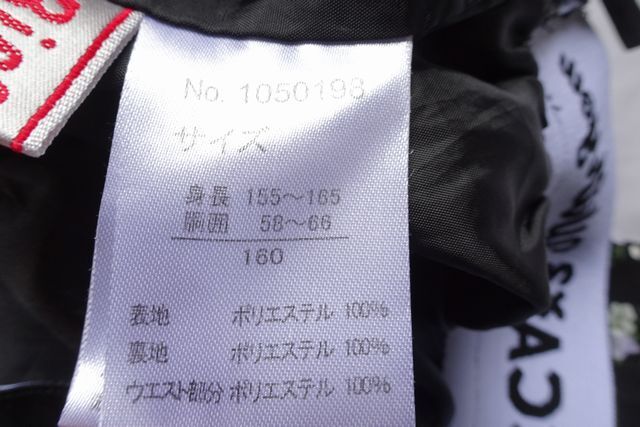 No. 1050198
サイズ
身長 155～165
胴囲 58～66
160
表地 ポリエステル 100%
裏地 ポリエステル 100%
ウエスト部分 ポリエステル 100%